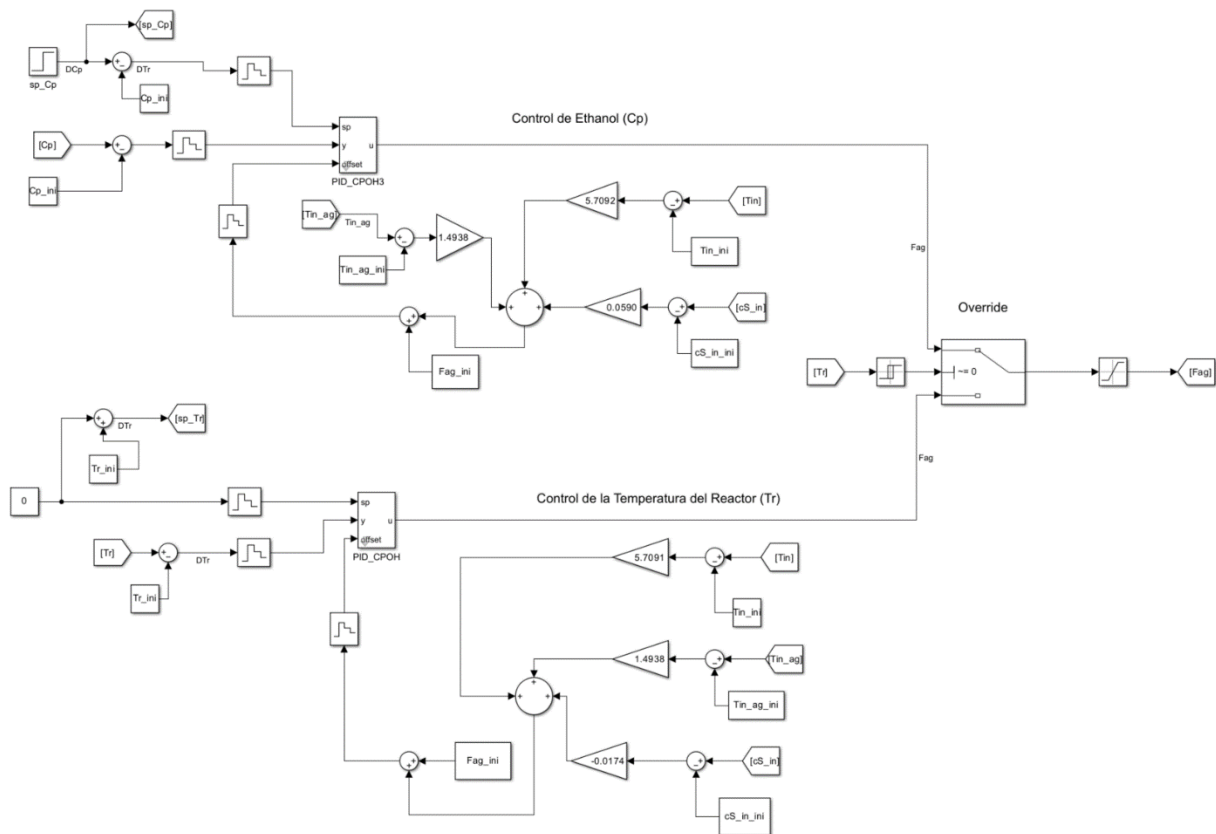 [sp_Cp]
sp_Cp
DCp
DTr
Cp_ini
[Cp]
Cp_ini
sp
y
offset
u
PID_CPOH3
Control de Ethanol (Cp)
[Tin_ag]
Tin_ag
Tin_ag_ini
1.4938
5.7092
[Tin]
Tin_ini
0.0590
[cS_in]
cS_in_ini
Fag_ini
Fag
Override
[Tr]
~= 0
[Fag]
Fag
[sp_Tr]
DTr
Tr_ini
0
[Tr]
DTr
Tr_ini
sp
y
offset
u
PID_CPOH
Control de la Temperatura del Reactor (Tr)
5.7091
[Tin]
Tin_ini
1.4938
[Tin_ag]
Tin_ag_ini
-0.0174
[cS_in]
cS_in_ini
Fag_ini